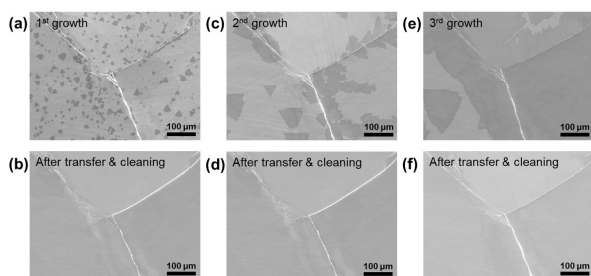 (a) 1st growth
100 µm
(c) 2nd growth
100 µm
(e) 3rd growth
100 µm
(b) After transfer & cleaning
100 µm
(d) After transfer & cleaning
100 µm
(f) After transfer & cleaning
100 µm